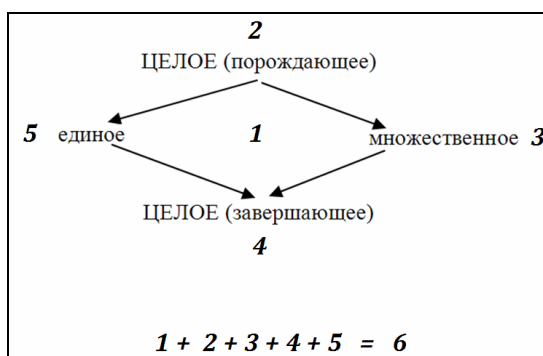 2
ЦЕЛОЕ (порождающее)
5 единое 1 множественное 3
ЦЕЛОЕ (завершающее)
4
1 + 2 + 3 + 4 + 5 = 6